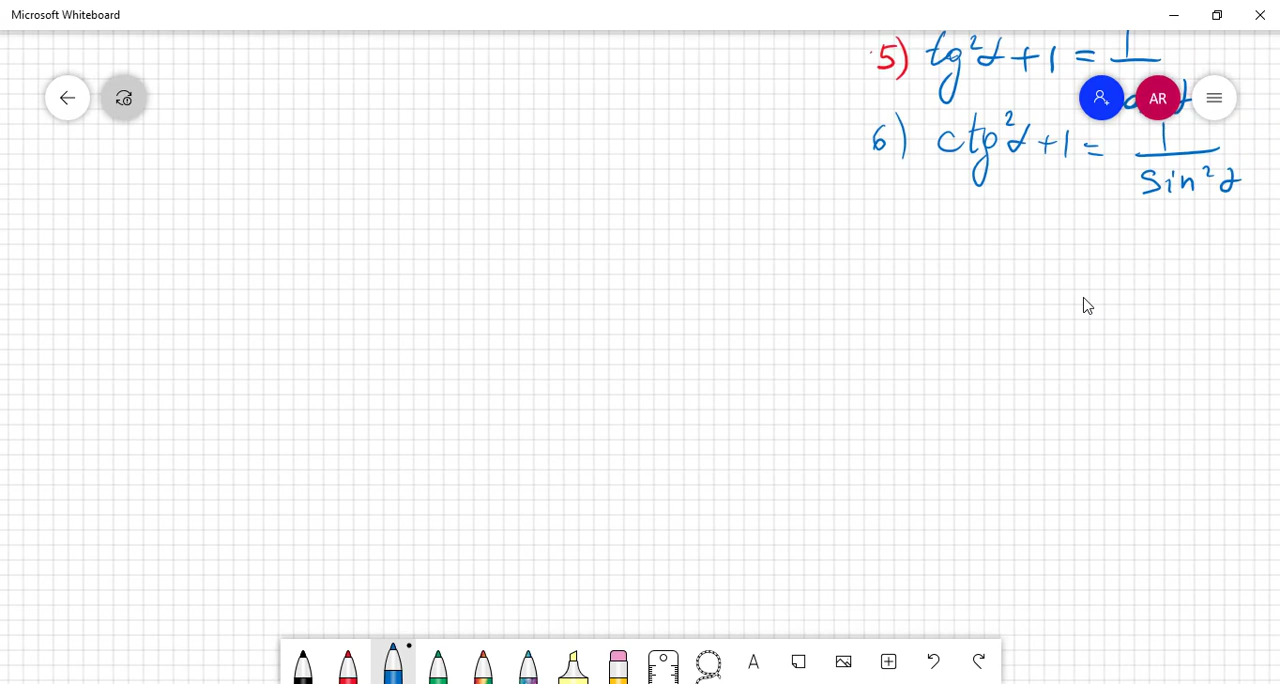 Microsoft Whiteboard
5) tg²α + 1 = 1
AR
6) ctg²α + 1 = 1 / sin²α
A